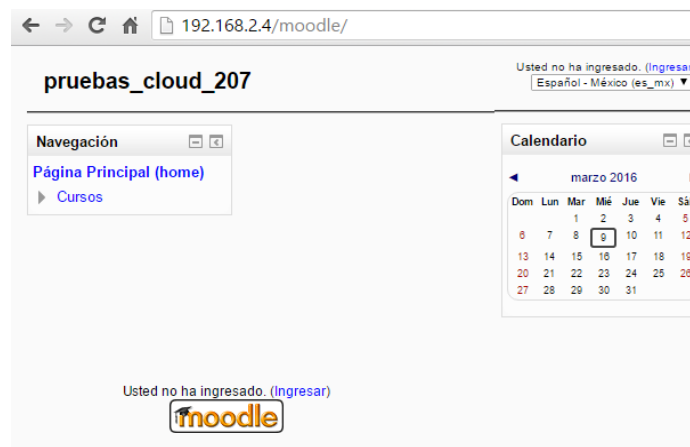 192.168.2.4/moodle/
Usted no ha ingresado. (Ingresar
pruebas_cloud_207
Español - México (es_mx)
Navegación
Página Principal (home)
Cursos
Calendario
marzo 2016
Dom Lun Mar Mié Jue Vie Sá
1 2 3 4 5
6 7 8 9 10 11 12
13 14 15 16 17 18 19
20 21 22 23 24 25 26
27 28 29 30 31
Usted no ha ingresado. (Ingresar)
moodle